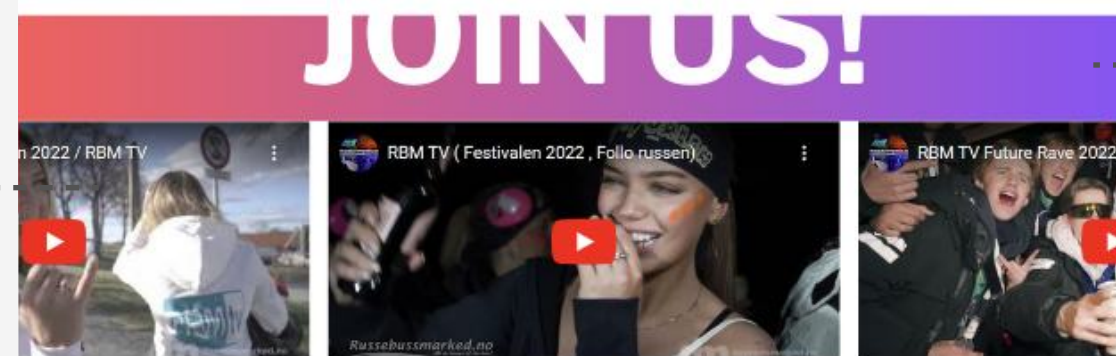 JOIN US!
n 2022 / RBM TV
RBM TV ( Festivalen 2022 , Follo russen)
RBM TV Future Rave 2022
Russebussmarked.no